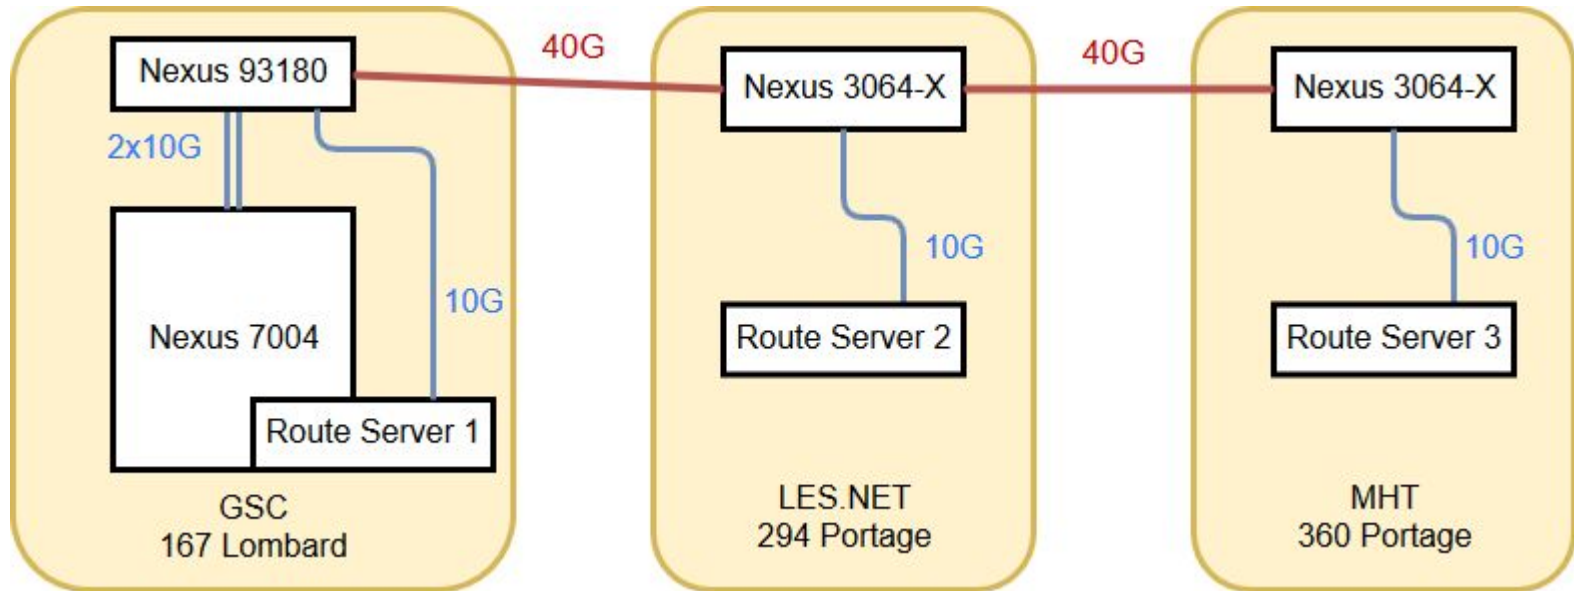 Nexus 93180
2x10G
Nexus 7004
10G
Route Server 1
GSC
167 Lombard
40G
Nexus 3064-X
10G
Route Server 2
LES.NET
294 Portage
40G
Nexus 3064-X
10G
Route Server 3
MHT
360 Portage